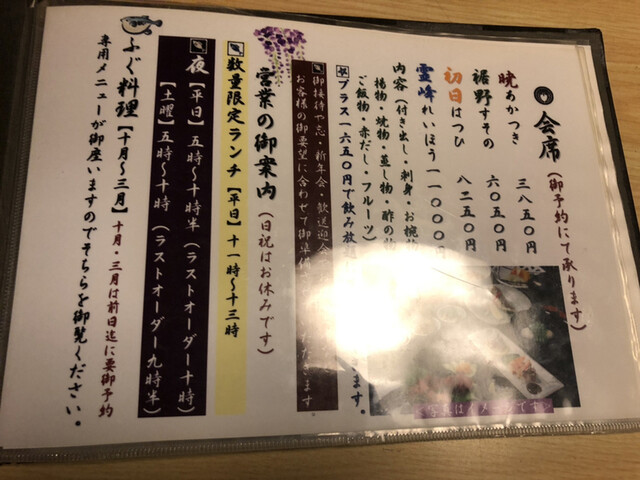 会席(御予約にて承ります)
暁 あかつき 三八五〇円
裾野 すその 六〇五〇円
初日 はつひ 八二五〇円
霊峰 れいほう 一一〇〇〇円
内容(付き出し・刺身・お椀物
揚物・焼物・蒸し物・酢の物
ご飯物・赤だし・フルーツ)
プラス一六五〇円で飲み放題
御接待や忘・新年会・歓送迎会
お客様の御要望に合わせて御準備 だきます
営業の御案内(日祝はお休みです)
数量限定ランチ【平日】十一時〜十三時
夜【平日】五時〜十時半(ラストオーダー十時)
【土曜】五時〜十時(ラストオーダー九時半)
ふぐ料理【十月〜三月】十月・三月は前日迄に要御予約
専用メニューが御座いますのでそちらを御覧ください。